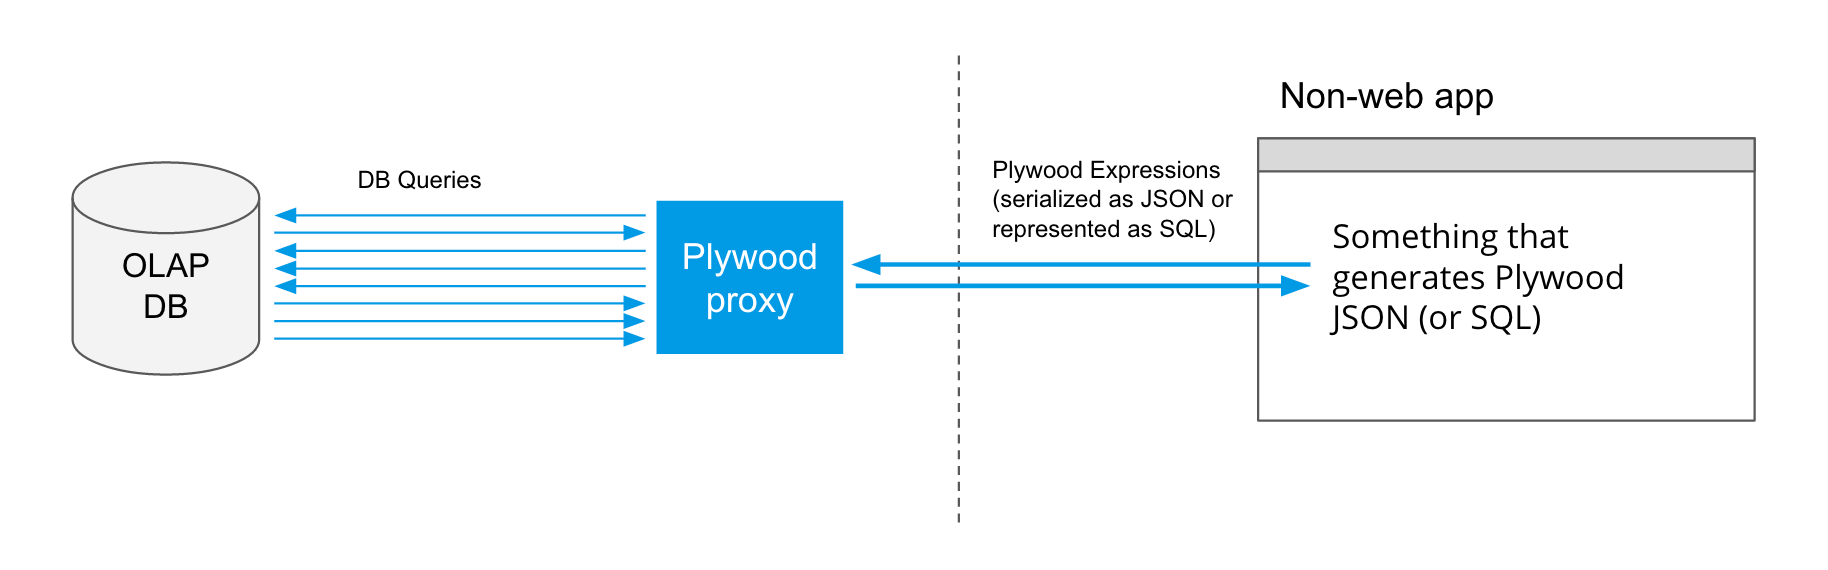 Non-web app
DB Queries
Plywood Expressions
(serialized as JSON or
represented as SQL)
OLAP
DB
Plywood
proxy
Something that
generates Plywood
JSON (or SQL)